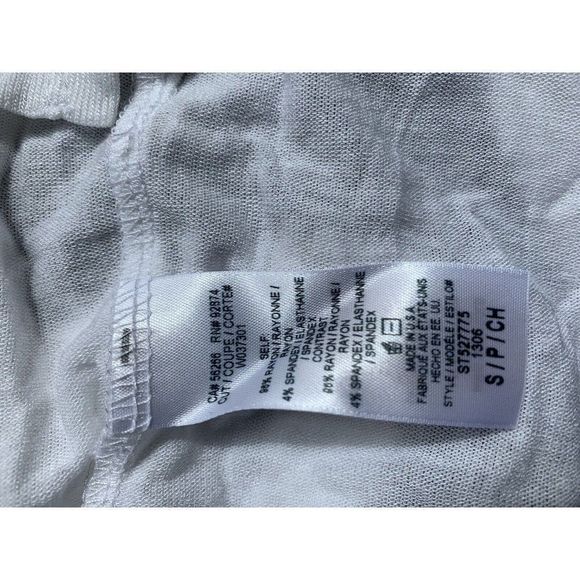 CA# 56266 RN# 92874
CUT / COUPE / CORTE#
W037301
SELF
96% RAYON / RAYONNE /
RAYON
4% SPANDEX / ELASTHANNE
/ SPANDEX
CONTRAST
96% RAYON / RAYONNE /
RAYON
4% SPANDEX / ELASTHANNE
/ SPANDEX
MADE IN U.S.A.
FABRIQUÉ AUX ÉTATS-UNIS
HECHO EN EE. UU.
STYLE / MODÈLE / ESTILO#
ST527775
1306
S / P / CH